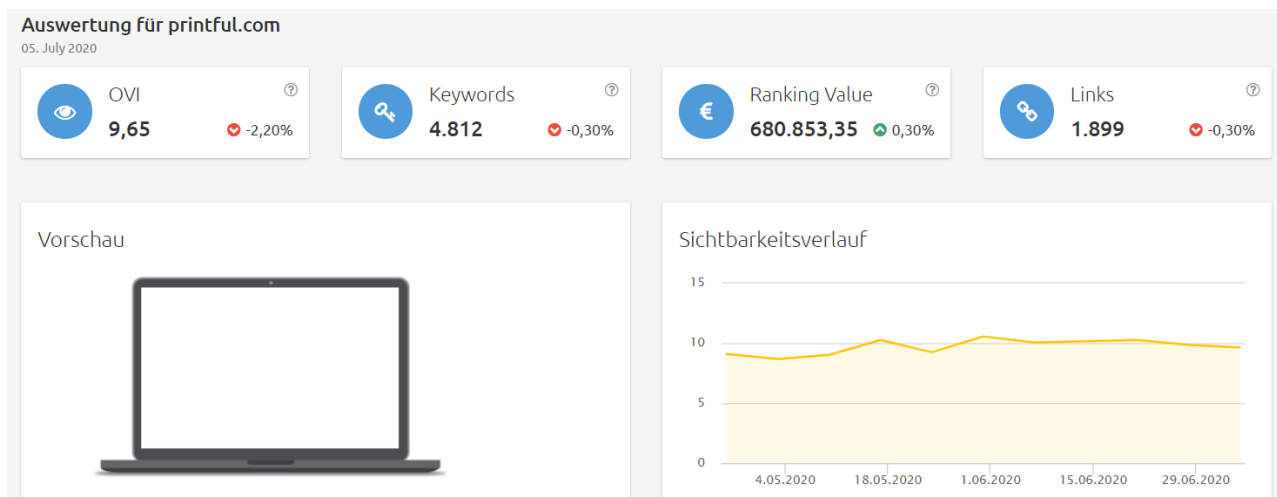 Auswertung für printful.com
05. July 2020
OVI
9,65
-2,20%
Keywords
4.812
-0,30%
Ranking Value
680.853,35
0,30%
Links
1.899
-0,30%
Vorschau
Sichtbarkeitsverlauf
15
10
5
0
4.05.2020 18.05.2020 1.06.2020 15.06.2020 29.06.2020